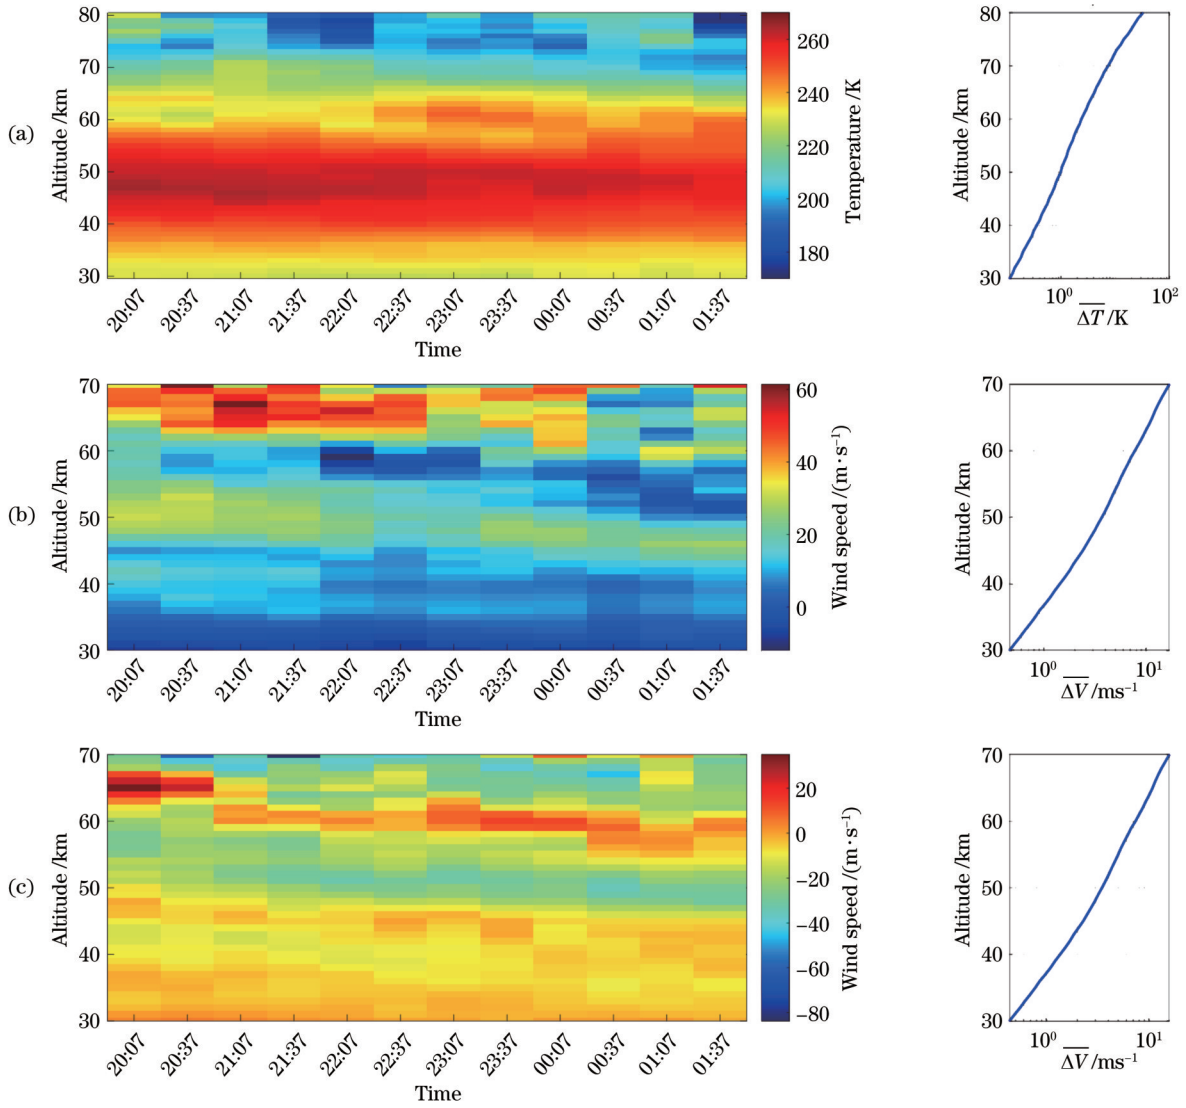 (a)
Altitude /km
80
70
60
50
40
30
20:07 20:37 21:07 21:37 22:07 22:37 23:07 23:37 00:07 00:37 01:07 01:37
Time
260
240
220
200
180
Temperature /K
Altitude /km
80
70
60
50
40
30
10⁰ 10²
\overline{ΔT} /K
(b)
Altitude /km
70
60
50
40
30
20:07 20:37 21:07 21:37 22:07 22:37 23:07 23:37 00:07 00:37 01:07 01:37
Time
60
40
20
0
Wind speed /(m·s⁻¹)
Altitude /km
70
60
50
40
30
10⁰ 10¹
\overline{ΔV} /ms⁻¹
(c)
Altitude /km
70
60
50
40
30
20:07 20:37 21:07 21:37 22:07 22:37 23:07 23:37 00:07 00:37 01:07 01:37
Time
20
0
−20
−40
−60
−80
Wind speed /(m·s⁻¹)
Altitude /km
70
60
50
40
30
10⁰ 10¹
\overline{ΔV} /ms⁻¹